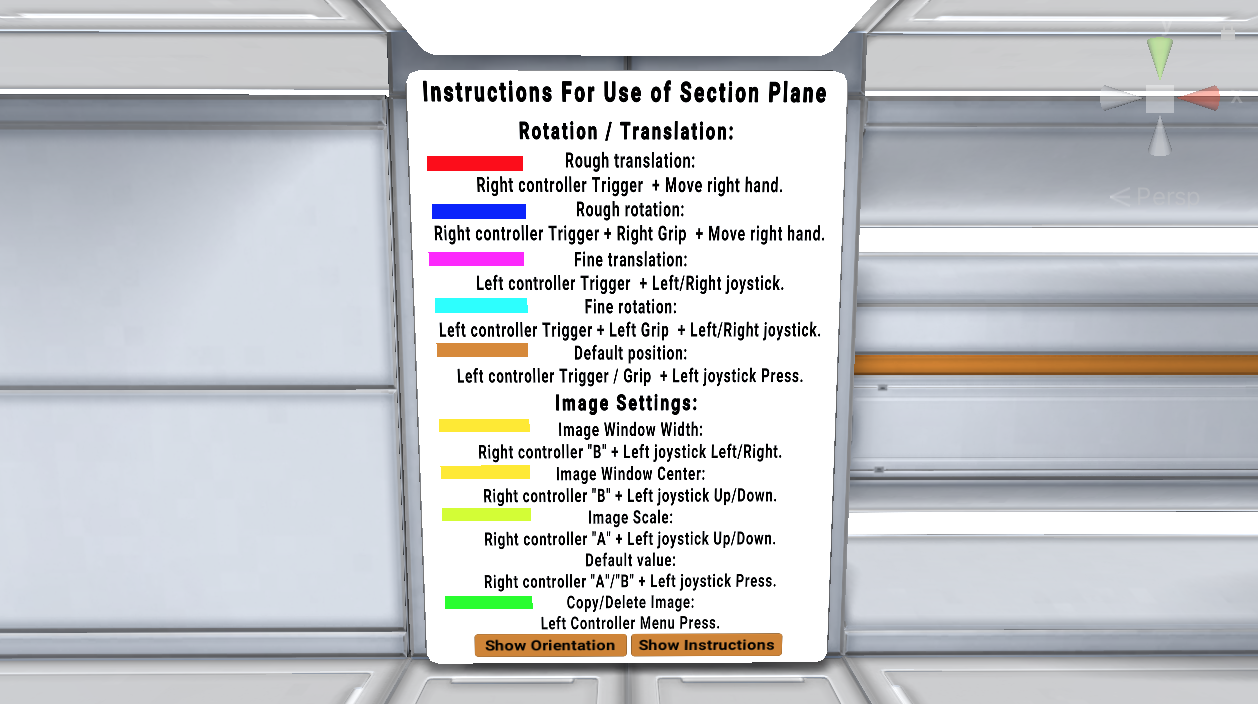 Instructions For Use of Section Plane
Rotation / Translation:
Rough translation:
Right controller Trigger + Move right hand.
Rough rotation:
Right controller Trigger + Right Grip + Move right hand.
Fine translation:
Left controller Trigger + Left/Right joystick.
Fine rotation:
Left controller Trigger + Left Grip + Left/Right joystick.
Default position:
Left controller Trigger / Grip + Left joystick Press.
Image Settings:
Image Window Width:
Right controller "B" + Left joystick Left/Right.
Image Window Center:
Right controller "B" + Left joystick Up/Down.
Image Scale:
Right controller "A" + Left joystick Up/Down.
Default value:
Right controller "A"/"B" + Left joystick Press.
Copy/Delete Image:
Left Controller Menu Press.
Show Orientation Show Instructions
y
x
< Persp